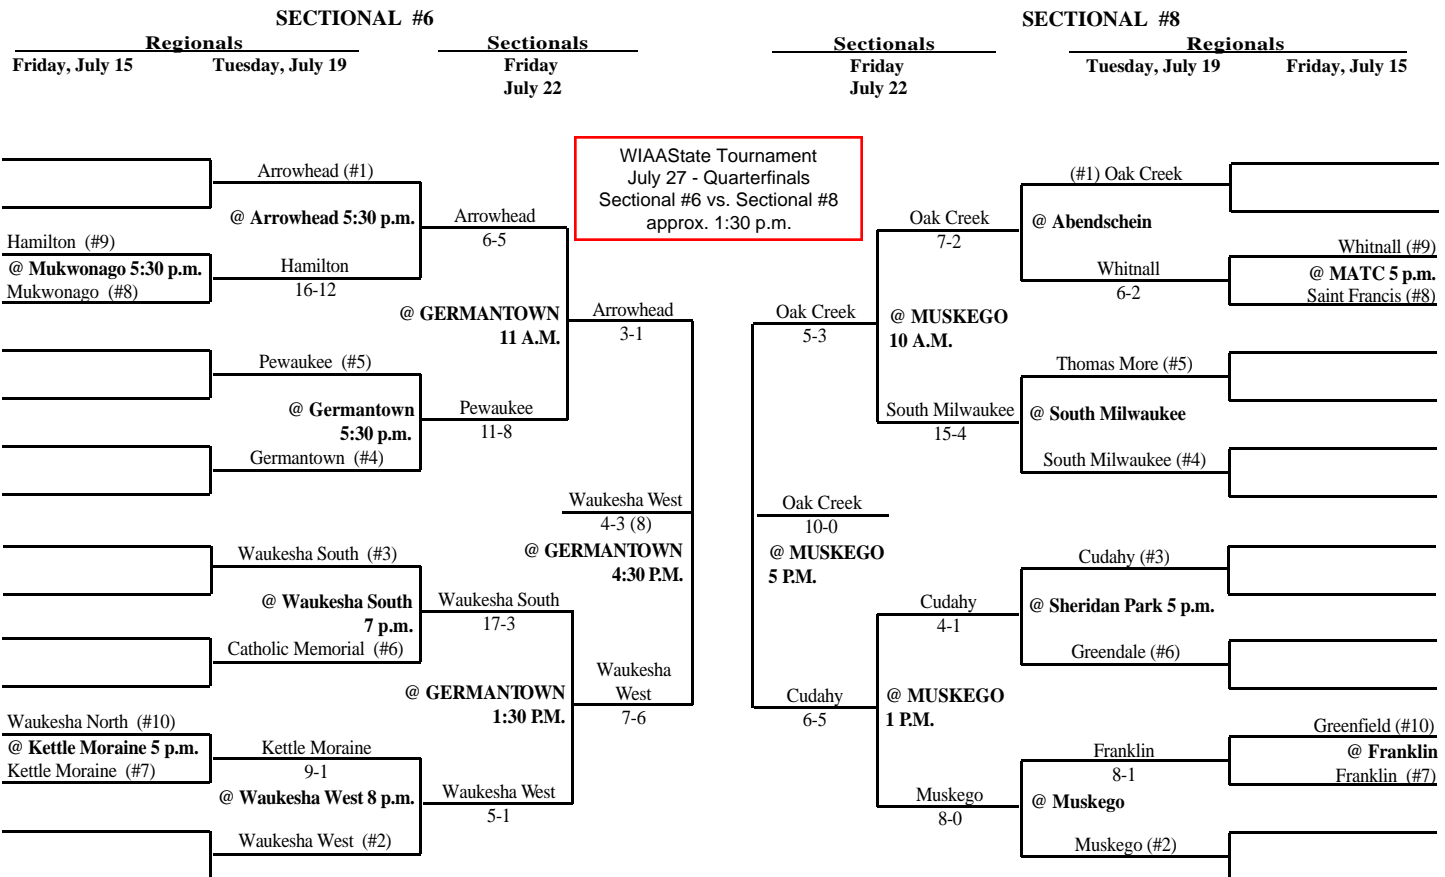 SECTIONAL #6
Regionals
Sectionals
Friday, July 15
Tuesday, July 19
Friday
July 22
Arrowhead (#1)
@ Arrowhead 5:30 p.m.
Arrowhead
6-5
Hamilton (#9)
@ Mukwonago 5:30 p.m.
Mukwonago (#8)
Hamilton
16-12
@ GERMANTOWN
11 A.M.
Arrowhead
3-1
Pewaukee (#5)
@ Germantown
5:30 p.m.
Pewaukee
11-8
Germantown (#4)
Waukesha West
4-3 (8)
@ GERMANTOWN
4:30 P.M.
Waukesha South (#3)
@ Waukesha South
7 p.m.
Waukesha South
17-3
Catholic Memorial (#6)
@ GERMANTOWN
1:30 P.M.
Waukesha
West
7-6
Waukesha North (#10)
@ Kettle Moraine 5 p.m.
Kettle Moraine (#7)
Kettle Moraine
9-1
@ Waukesha West 8 p.m.
Waukesha West
5-1
Waukesha West (#2)
WIAAState Tournament
July 27 - Quarterfinals
Sectional #6 vs. Sectional #8
approx. 1:30 p.m.
SECTIONAL #8
Sectionals
Regionals
Friday
July 22
Tuesday, July 19
Friday, July 15
(#1) Oak Creek
Oak Creek
7-2
@ Abendschein
Whitnall (#9)
@ MATC 5 p.m.
Saint Francis (#8)
Whitnall
6-2
Oak Creek
5-3
@ MUSKEGO
10 A.M.
Thomas More (#5)
South Milwaukee
15-4
@ South Milwaukee
South Milwaukee (#4)
Oak Creek
10-0
@ MUSKEGO
5 P.M.
Cudahy (#3)
Cudahy
4-1
@ Sheridan Park 5 p.m.
Greendale (#6)
Cudahy
6-5
@ MUSKEGO
1 P.M.
Greenfield (#10)
@ Franklin
Franklin (#7)
Franklin
8-1
Muskego
8-0
@ Muskego
Muskego (#2)